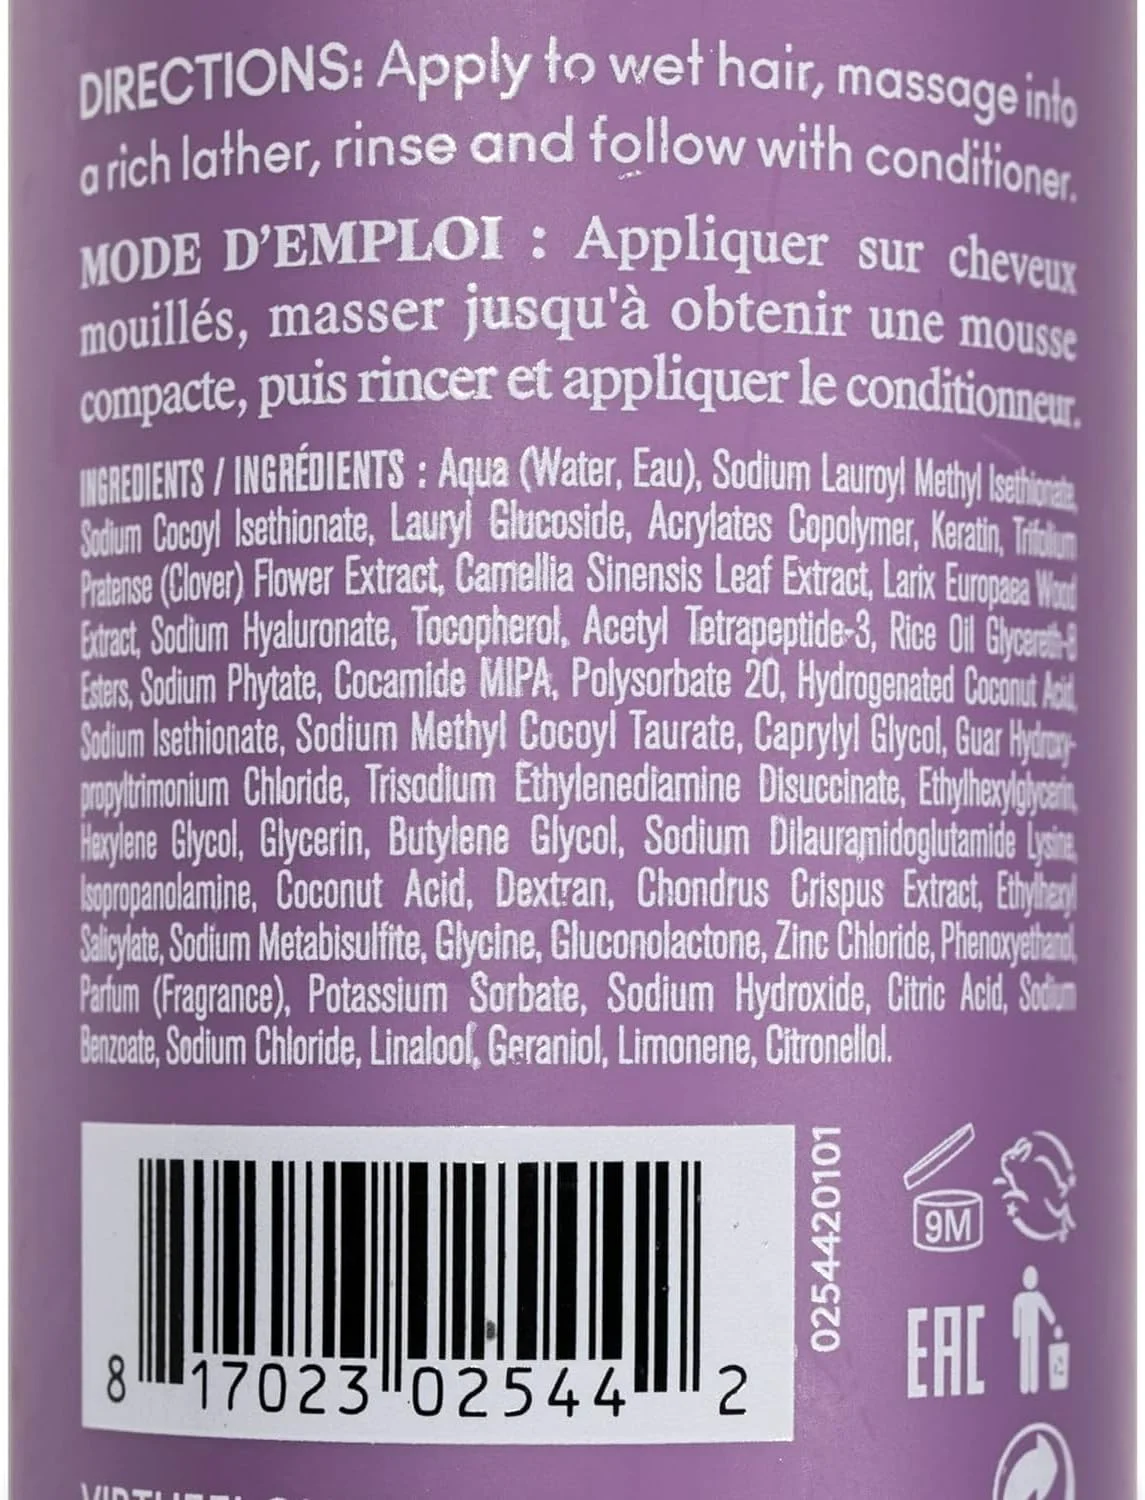 DIRECTIONS: Apply to wet hair, massage into
a rich lather, rinse and follow with conditioner.
MODE D'EMPLOI : Appliquer sur cheveux
mouillés, masser jusqu'à obtenir une mousse
compacte, puis rincer et appliquer le conditionneur.
INGREDIENTS / INGRÉDIENTS : Aqua (Water, Eau), Sodium Lauroyl Methyl Isethionate,
Sodium Cocoyl Isethionate, Lauryl Glucoside, Acrylates Copolymer, Keratin, Trifolium
Pratense (Clover) Flower Extract, Camellia Sinensis Leaf Extract, Larix Europaea Wood
Extract, Sodium Hyaluronate, Tocopherol, Acetyl Tetrapeptide-3, Rice Oil Glycereth-8
Esters, Sodium Phytate, Cocamide MIPA, Polysorbate 20, Hydrogenated Coconut Acid,
Sodium Isethionate, Sodium Methyl Cocoyl Taurate, Caprylyl Glycol, Guar Hydroxy-
propyltrimonium Chloride, Trisodium Ethylenediamine Disuccinate, Ethylhexylglycerin,
Hexylene Glycol, Glycerin, Butylene Glycol, Sodium Dilauramidoglutamide Lysine,
Isopropanolamine, Coconut Acid, Dextran, Chondrus Crispus Extract, Ethylhexyl
Salicylate, Sodium Metabisulfite, Glycine, Gluconolactone, Zinc Chloride, Phenoxyethanol,
Parfum (Fragrance), Potassium Sorbate, Sodium Hydroxide, Citric Acid, Sodium
Benzoate, Sodium Chloride, Linalool, Geraniol, Limonene, Citronellol.
8 17023 02544 2
0254420101
9M
EAC